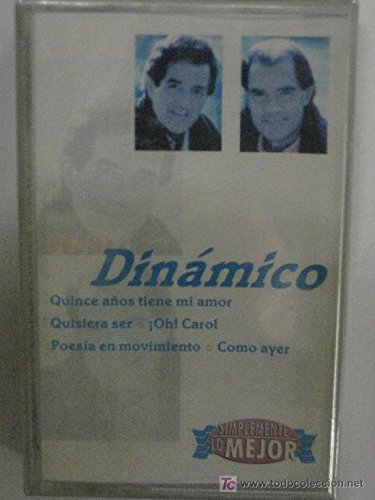 Dinámico
Quince años tiene mi amor
Quisiera ser ○ ¡Oh! Carol
Poesía en movimiento ○ Como ayer
SIMPLEMENTE
LO MEJOR
TC www.todocoleccion.net